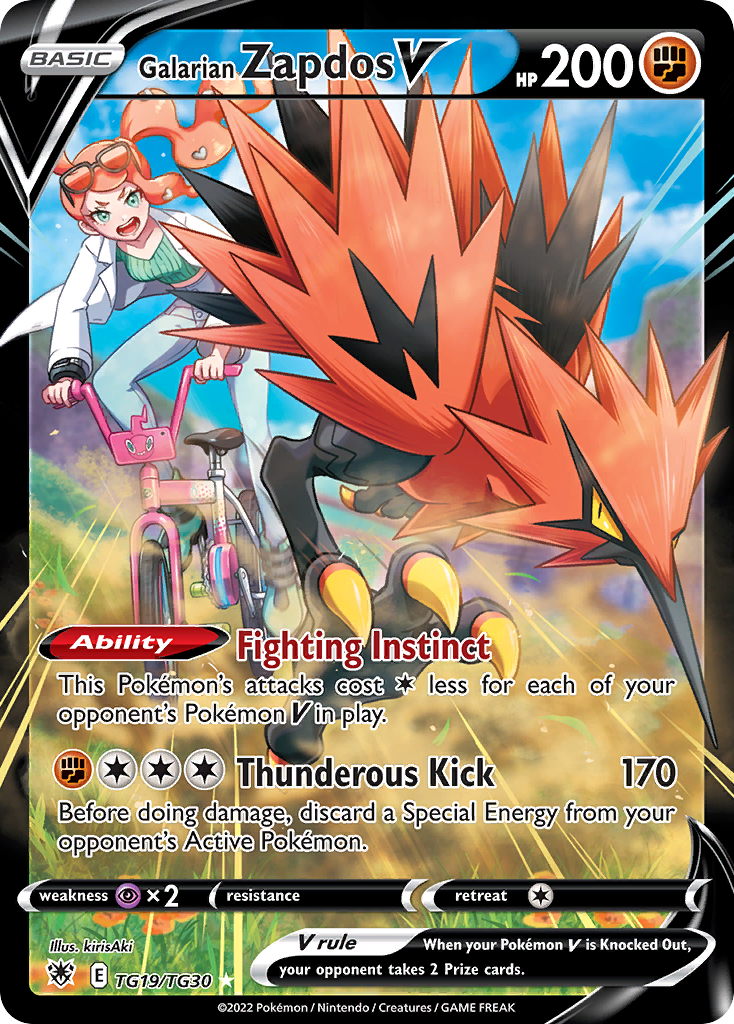 BASIC
Galarian Zapdos V HP 200
Ability Fighting Instinct
This Pokémon's attacks cost less for each of your
opponent's Pokémon V in play.
Thunderous Kick 170
Before doing damage, discard a Special Energy from your
opponent's Active Pokémon.
weakness ×2 resistance retreat
Illus. kirisAki
V rule When your Pokémon V is Knocked Out,
your opponent takes 2 Prize cards.
E TG19/TG30
©2022 Pokémon / Nintendo / Creatures / GAME FREAK